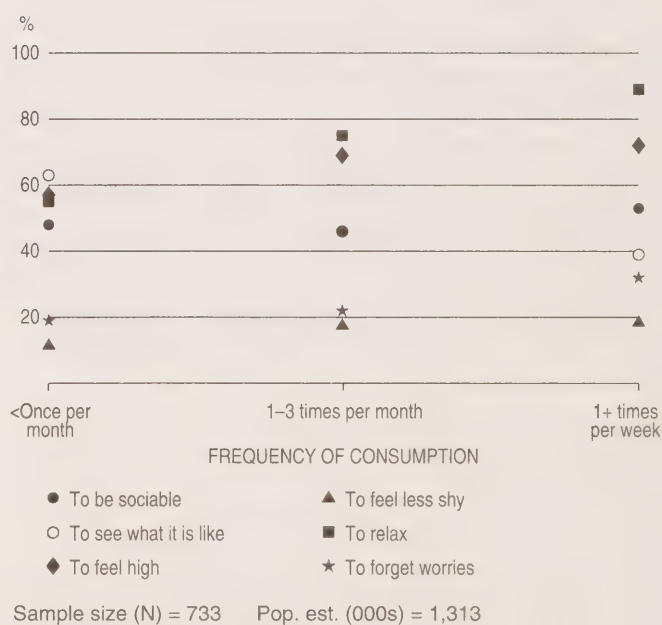 %
100
80
60
40
20
<Once per
month
1–3 times per month
1+ times
per week
FREQUENCY OF CONSUMPTION
To be sociable
To feel less shy
To see what it is like
To relax
To feel high
To forget worries
Sample size (N) = 733 Pop. est. (000s) = 1,313